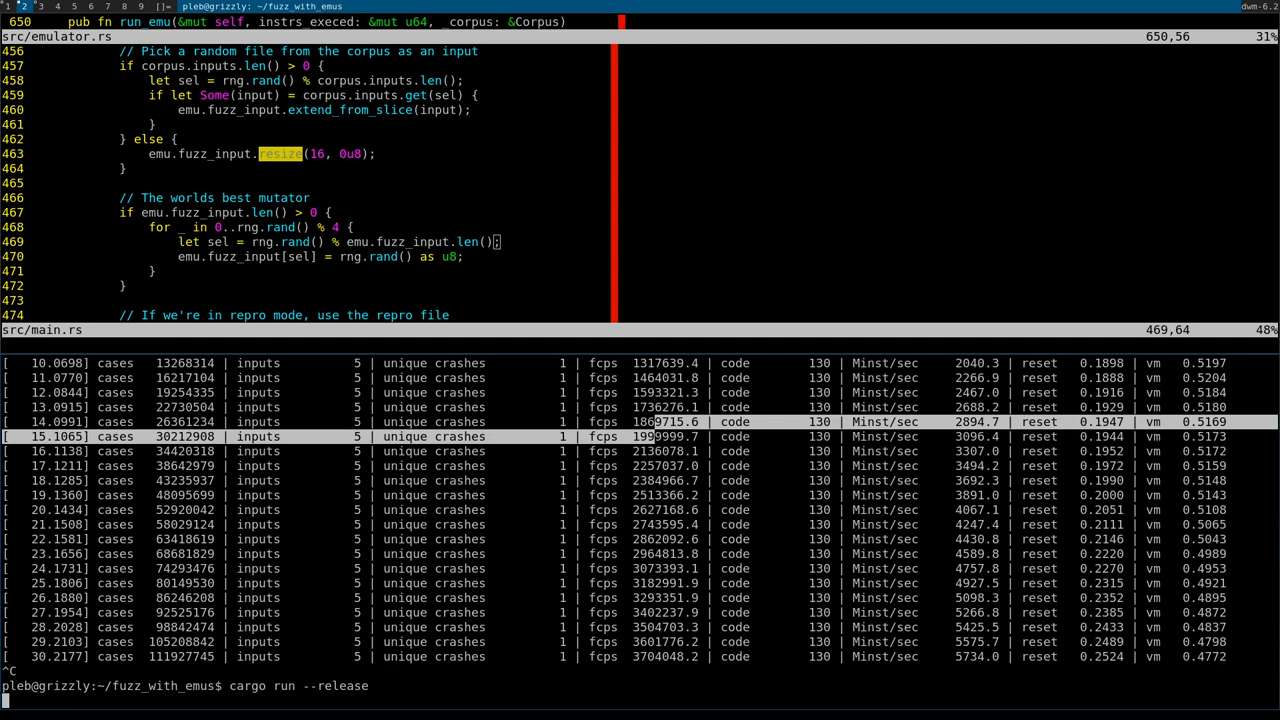 1 2 3 4 5 6 7 8 9 []= pleb@grizzly: ~/fuzz_with_emus dwm-6.2
650 pub fn run_emu(&mut self, instrs_execed: &mut u64, _corpus: &Corpus)
src/emulator.rs 650,56 31%
456 // Pick a random file from the corpus as an input
457 if corpus.inputs.len() > 0 {
458 let sel = rng.rand() % corpus.inputs.len();
459 if let Some(input) = corpus.inputs.get(sel) {
460 emu.fuzz_input.extend_from_slice(input);
461 }
462 } else {
463 emu.fuzz_input.resize(16, 0u8);
464 }
465
466 // The worlds best mutator
467 if emu.fuzz_input.len() > 0 {
468 for _ in 0..rng.rand() % 4 {
469 let sel = rng.rand() % emu.fuzz_input.len();
470 emu.fuzz_input[sel] = rng.rand() as u8;
471 }
472 }
473
474 // If we're in repro mode, use the repro file
src/main.rs 469,64 48%
[ 10.0698] cases 13268314 | inputs 5 | unique crashes 1 | fcps 1317639.4 | code 130 | Minst/sec 2040.3 | reset 0.1898 | vm 0.5197
[ 11.0770] cases 16217104 | inputs 5 | unique crashes 1 | fcps 1464031.8 | code 130 | Minst/sec 2266.9 | reset 0.1888 | vm 0.5204
[ 12.0844] cases 19254335 | inputs 5 | unique crashes 1 | fcps 1593321.3 | code 130 | Minst/sec 2467.0 | reset 0.1916 | vm 0.5184
[ 13.0915] cases 22730504 | inputs 5 | unique crashes 1 | fcps 1736276.1 | code 130 | Minst/sec 2688.2 | reset 0.1929 | vm 0.5180
[ 14.0991] cases 26361234 | inputs 5 | unique crashes 1 | fcps 1869715.6 | code 130 | Minst/sec 2894.7 | reset 0.1947 | vm 0.5169
[ 15.1065] cases 30212908 | inputs 5 | unique crashes 1 | fcps 1999999.7 | code 130 | Minst/sec 3096.4 | reset 0.1944 | vm 0.5173
[ 16.1138] cases 34420318 | inputs 5 | unique crashes 1 | fcps 2136078.1 | code 130 | Minst/sec 3307.0 | reset 0.1952 | vm 0.5172
[ 17.1211] cases 38642979 | inputs 5 | unique crashes 1 | fcps 2257037.0 | code 130 | Minst/sec 3494.2 | reset 0.1972 | vm 0.5159
[ 18.1285] cases 43235937 | inputs 5 | unique crashes 1 | fcps 2384966.7 | code 130 | Minst/sec 3692.3 | reset 0.1990 | vm 0.5148
[ 19.1360] cases 48095699 | inputs 5 | unique crashes 1 | fcps 2513366.2 | code 130 | Minst/sec 3891.0 | reset 0.2000 | vm 0.5143
[ 20.1434] cases 52920042 | inputs 5 | unique crashes 1 | fcps 2627168.6 | code 130 | Minst/sec 4067.1 | reset 0.2051 | vm 0.5108
[ 21.1508] cases 58029124 | inputs 5 | unique crashes 1 | fcps 2743595.4 | code 130 | Minst/sec 4247.4 | reset 0.2111 | vm 0.5065
[ 22.1581] cases 63418619 | inputs 5 | unique crashes 1 | fcps 2862092.6 | code 130 | Minst/sec 4430.8 | reset 0.2146 | vm 0.5043
[ 23.1656] cases 68681829 | inputs 5 | unique crashes 1 | fcps 2964813.8 | code 130 | Minst/sec 4589.8 | reset 0.2220 | vm 0.4989
[ 24.1731] cases 74293476 | inputs 5 | unique crashes 1 | fcps 3073393.1 | code 130 | Minst/sec 4757.8 | reset 0.2270 | vm 0.4953
[ 25.1806] cases 80149530 | inputs 5 | unique crashes 1 | fcps 3182991.9 | code 130 | Minst/sec 4927.5 | reset 0.2315 | vm 0.4921
[ 26.1880] cases 86246208 | inputs 5 | unique crashes 1 | fcps 3293351.9 | code 130 | Minst/sec 5098.3 | reset 0.2352 | vm 0.4895
[ 27.1954] cases 92525176 | inputs 5 | unique crashes 1 | fcps 3402237.9 | code 130 | Minst/sec 5266.8 | reset 0.2385 | vm 0.4872
[ 28.2028] cases 98842474 | inputs 5 | unique crashes 1 | fcps 3504703.3 | code 130 | Minst/sec 5425.5 | reset 0.2433 | vm 0.4837
[ 29.2103] cases 105208842 | inputs 5 | unique crashes 1 | fcps 3601776.2 | code 130 | Minst/sec 5575.7 | reset 0.2489 | vm 0.4798
[ 30.2177] cases 111927745 | inputs 5 | unique crashes 1 | fcps 3704048.2 | code 130 | Minst/sec 5734.0 | reset 0.2524 | vm 0.4772
^C
pleb@grizzly:~/fuzz_with_emus$ cargo run --release